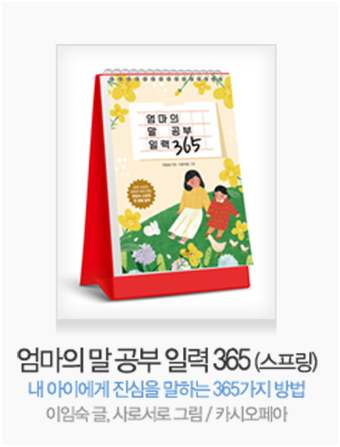 엄마의
말 공부
일력 365
엄마의 말 공부 일력 365 (스프링)
내 아이에게 진심을 말하는 365가지 방법
이임숙 글, 사로서로 그림 / 카시오페아